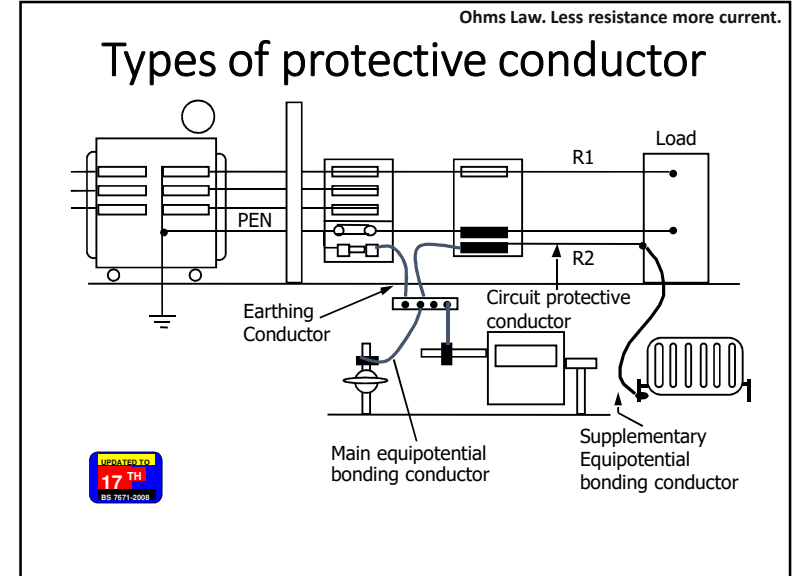 Ohms Law. Less resistance more current.
Types of protective conductor
Load
R1
PEN
R2
Earthing
Conductor
Circuit protective
conductor
Main equipotential
bonding conductor
Supplementary
Equipotential
bonding conductor
UPDATED TO
17 TH
BS 7671-2008